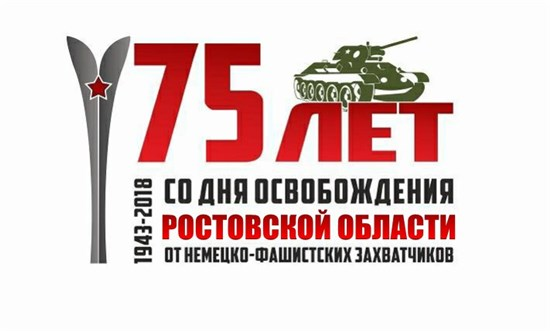 75 ЛЕТ
1943-2018
СО ДНЯ ОСВОБОЖДЕНИЯ
РОСТОВСКОЙ ОБЛАСТИ
ОТ НЕМЕЦКО-ФАШИСТСКИХ ЗАХВАТЧИКОВ